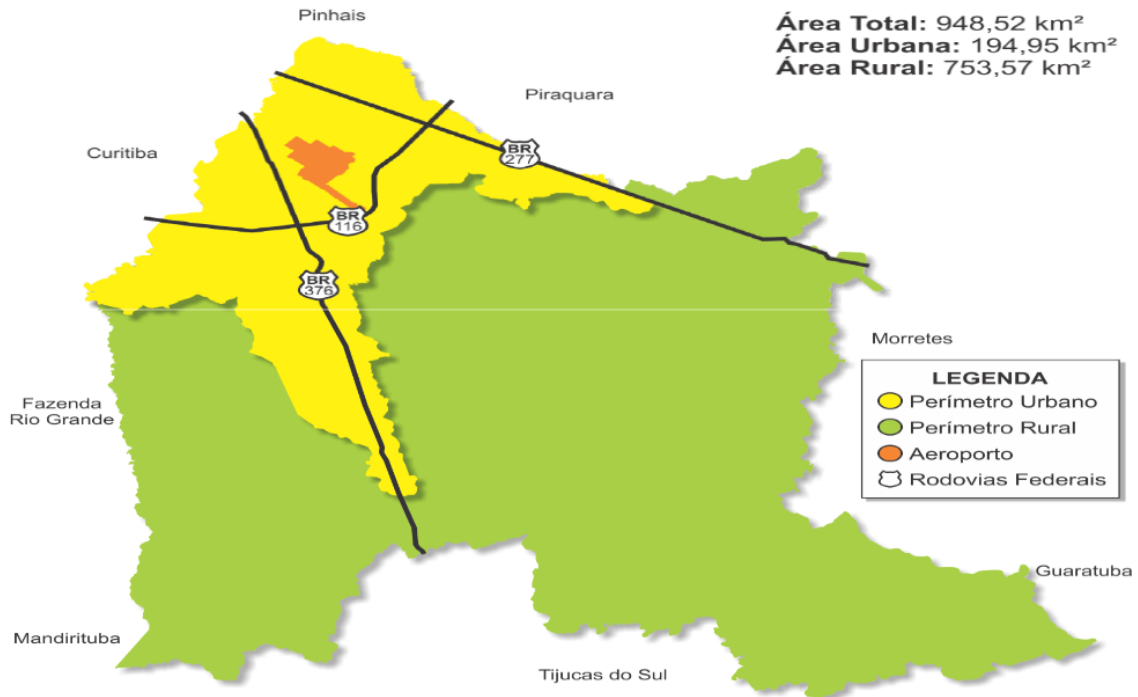 Pinhais
Área Total: 948,52 km²
Área Urbana: 194,95 km²
Área Rural: 753,57 km²
Piraquara
Curitiba
BR
277
BR
116
BR
376
Morretes
Fazenda
Rio Grande
LEGENDA
Perímetro Urbano
Perímetro Rural
Aeroporto
Rodovias Federais
Guaratuba
Mandirituba
Tijucas do Sul